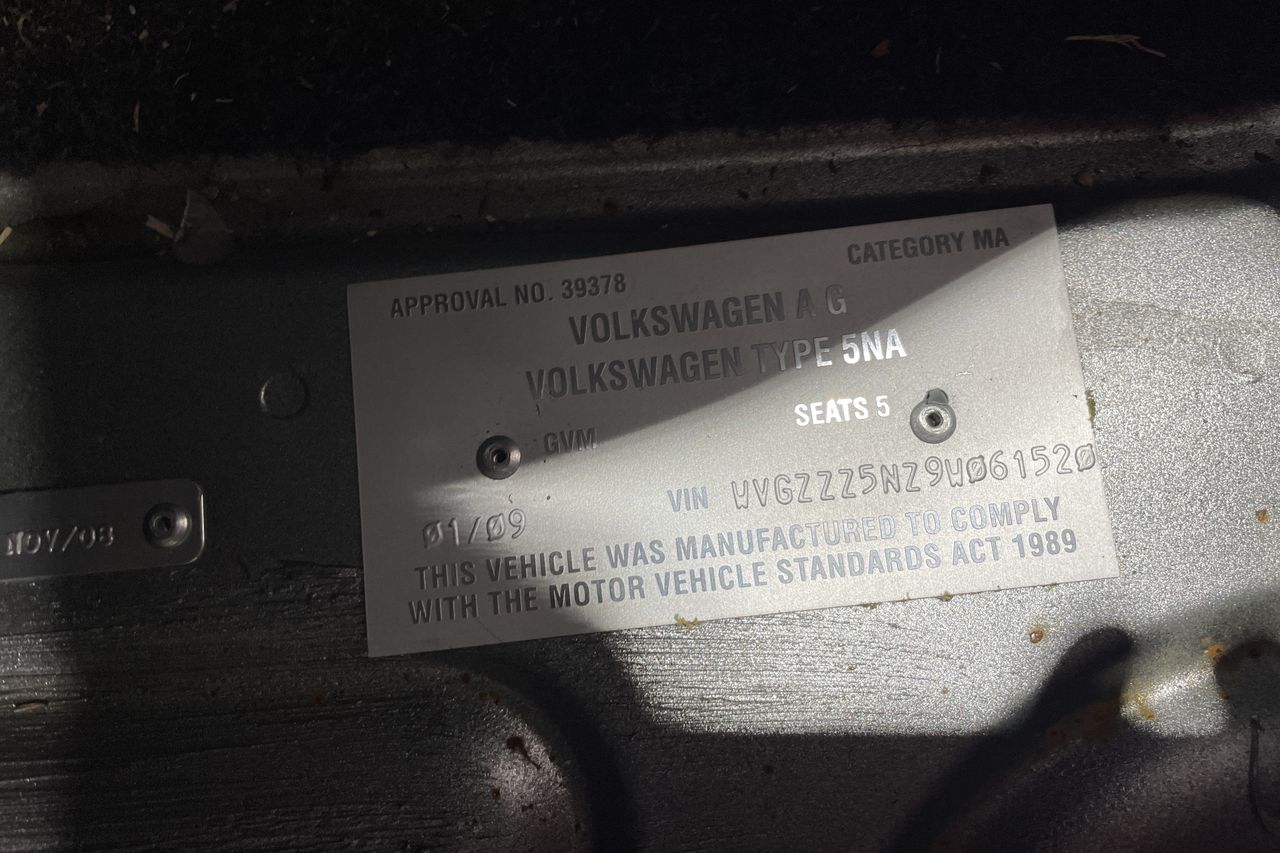 APPROVAL NO. 39378
CATEGORY MA
VOLKSWAGEN A G
VOLKSWAGEN TYPE 5NA
SEATS 5
GVM
VIN WVGZZZ5NZ9W061520
01/09
THIS VEHICLE WAS MANUFACTURED TO COMPLY
WITH THE MOTOR VEHICLE STANDARDS ACT 1989
NOV/08